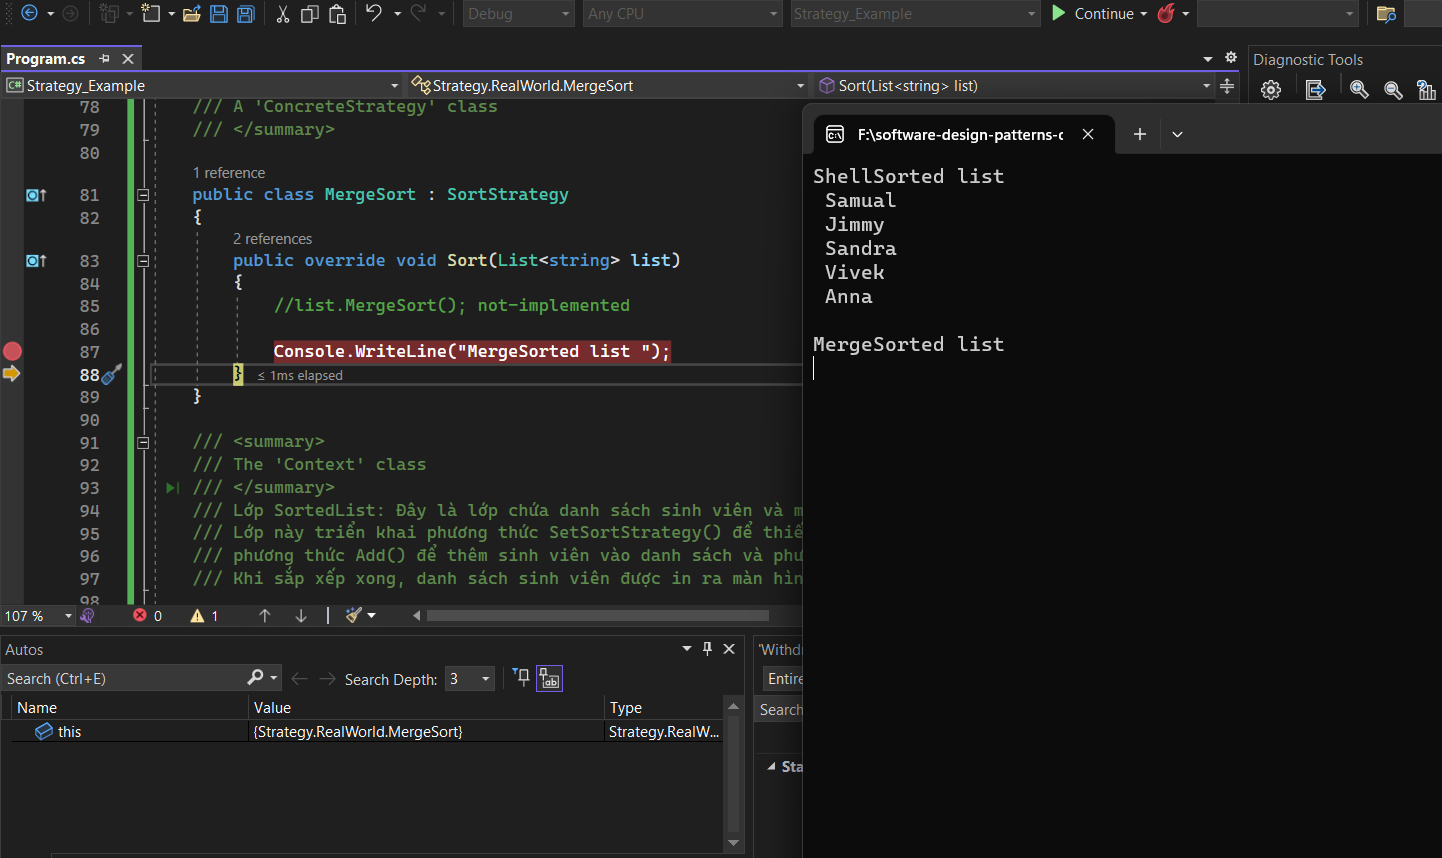 Debug Any CPU Strategy_Example Continue
Program.cs
Diagnostic Tools
C# Strategy_Example Strategy.RealWorld.MergeSort Sort(List<string> list)
78 /// A 'ConcreteStrategy' class
79 /// </summary>
80
1 reference
81 public class MergeSort : SortStrategy
82 {
2 references
83 public override void Sort(List<string> list)
84 {
85 //list.MergeSort(); not-implemented
86
87 Console.WriteLine("MergeSorted list ");
88 } ≤ 1ms elapsed
89 }
90
91 /// <summary>
92 /// The 'Context' class
93 /// </summary>
94 /// Lớp SortedList: Đây là lớp chứa danh sách sinh viên và m
95 /// Lớp này triển khai phương thức SetSortStrategy() để thiế
96 /// phương thức Add() để thêm sinh viên vào danh sách và phư
97 /// Khi sắp xếp xong, danh sách sinh viên được in ra màn hìn
98
107 % 0 1
F:\software-design-patterns-c
ShellSorted list
Samual
Jimmy
Sandra
Vivek
Anna
MergeSorted list
Autos
Search (Ctrl+E) Search Depth: 3
Name Value Type
this {Strategy.RealWorld.MergeSort} Strategy.RealW...
'Withd
Entire
Search
Sta